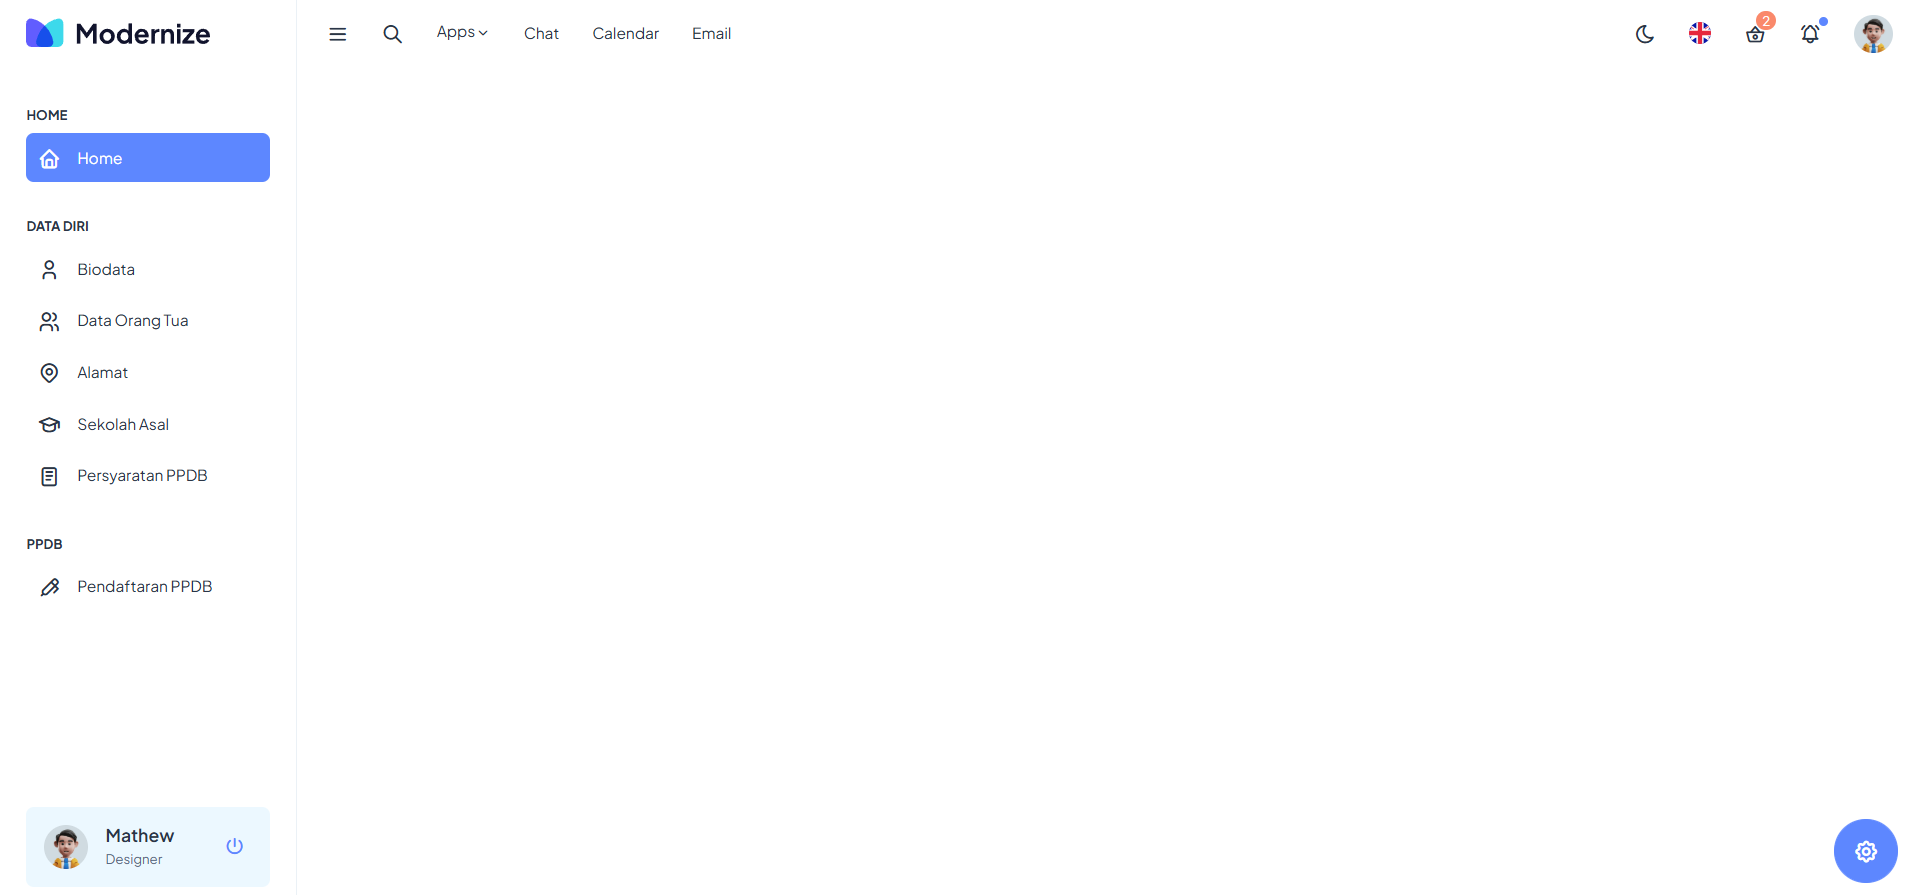 Modernize
Apps
Chat
Calendar
Email
2
HOME
Home
DATA DIRI
Biodata
Data Orang Tua
Alamat
Sekolah Asal
Persyaratan PPDB
PPDB
Pendaftaran PPDB
Mathew
Designer